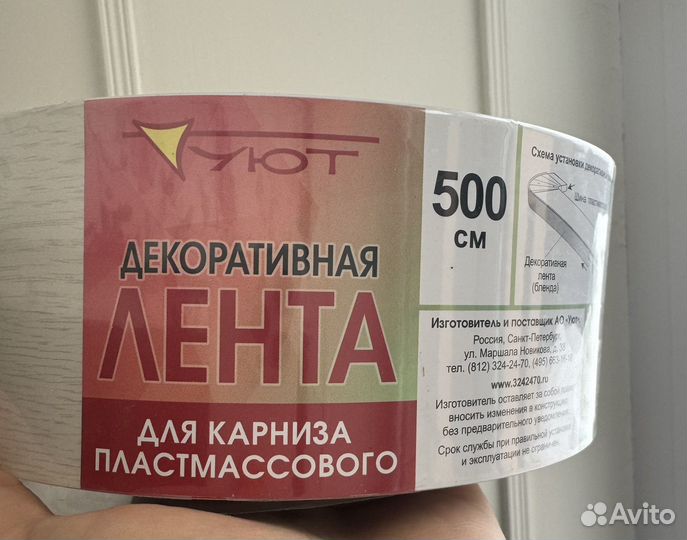 УЮТ
ДЕКОРАТИВНАЯ
ЛЕНТА
ДЛЯ КАРНИЗА
ПЛАСТМАССОВОГО
500
СМ
Схема установки
Шина
Декоративная
лента
(бленда)
Изготовитель и поставщик АО «Уют»,
Россия, Санкт-Петербург
ул. Маршала Новикова, д.
тел. (812) 324-24-70, (495)
www.3242470.ru
Изготовитель оставляет за собой право
вносить изменения в конструкцию
без предварительного уведомления
Срок службы при правильной установке
и эксплуатации не ограничен.
Avito